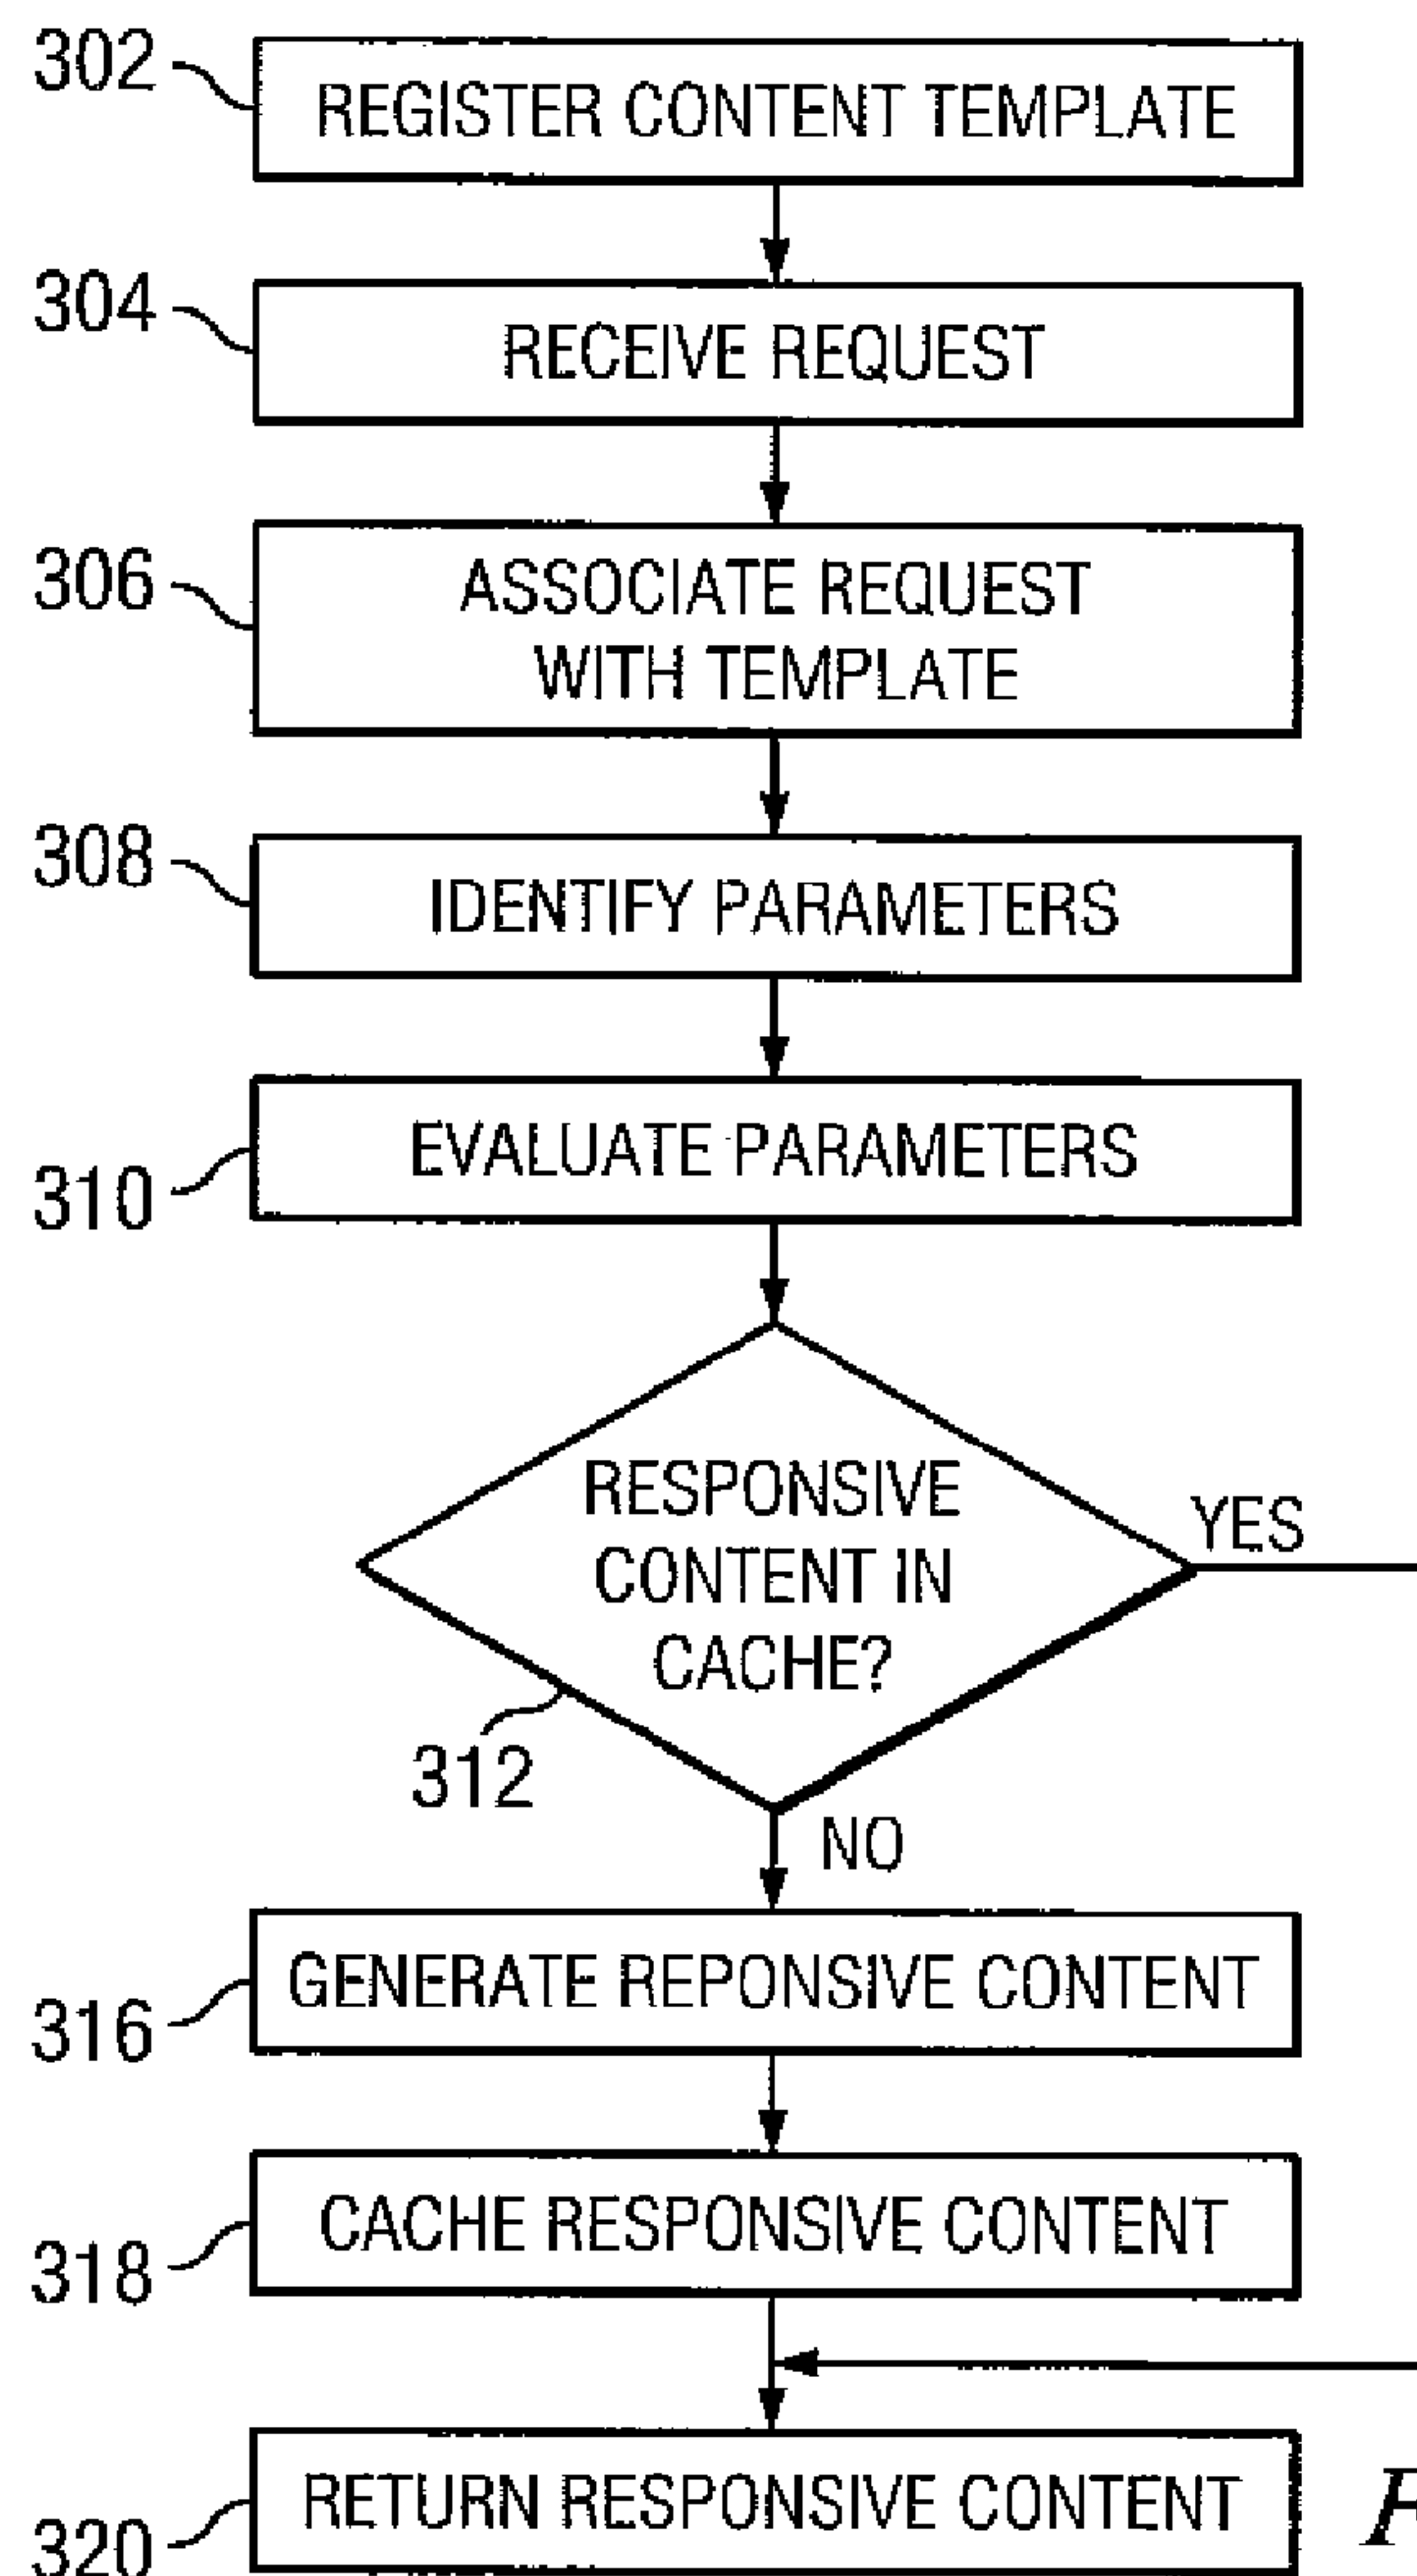 302
REGISTER CONTENT TEMPLATE
304
RECEIVE REQUEST
306
ASSOCIATE REQUEST
WITH TEMPLATE
308
IDENTIFY PARAMETERS
310
EVALUATE PARAMETERS
RESPONSIVE
CONTENT IN
CACHE?
YES
312
NO
316
GENERATE REPONSIVE CONTENT
318
CACHE RESPONSIVE CONTENT
320
RETURN RESPONSIVE CONTENT